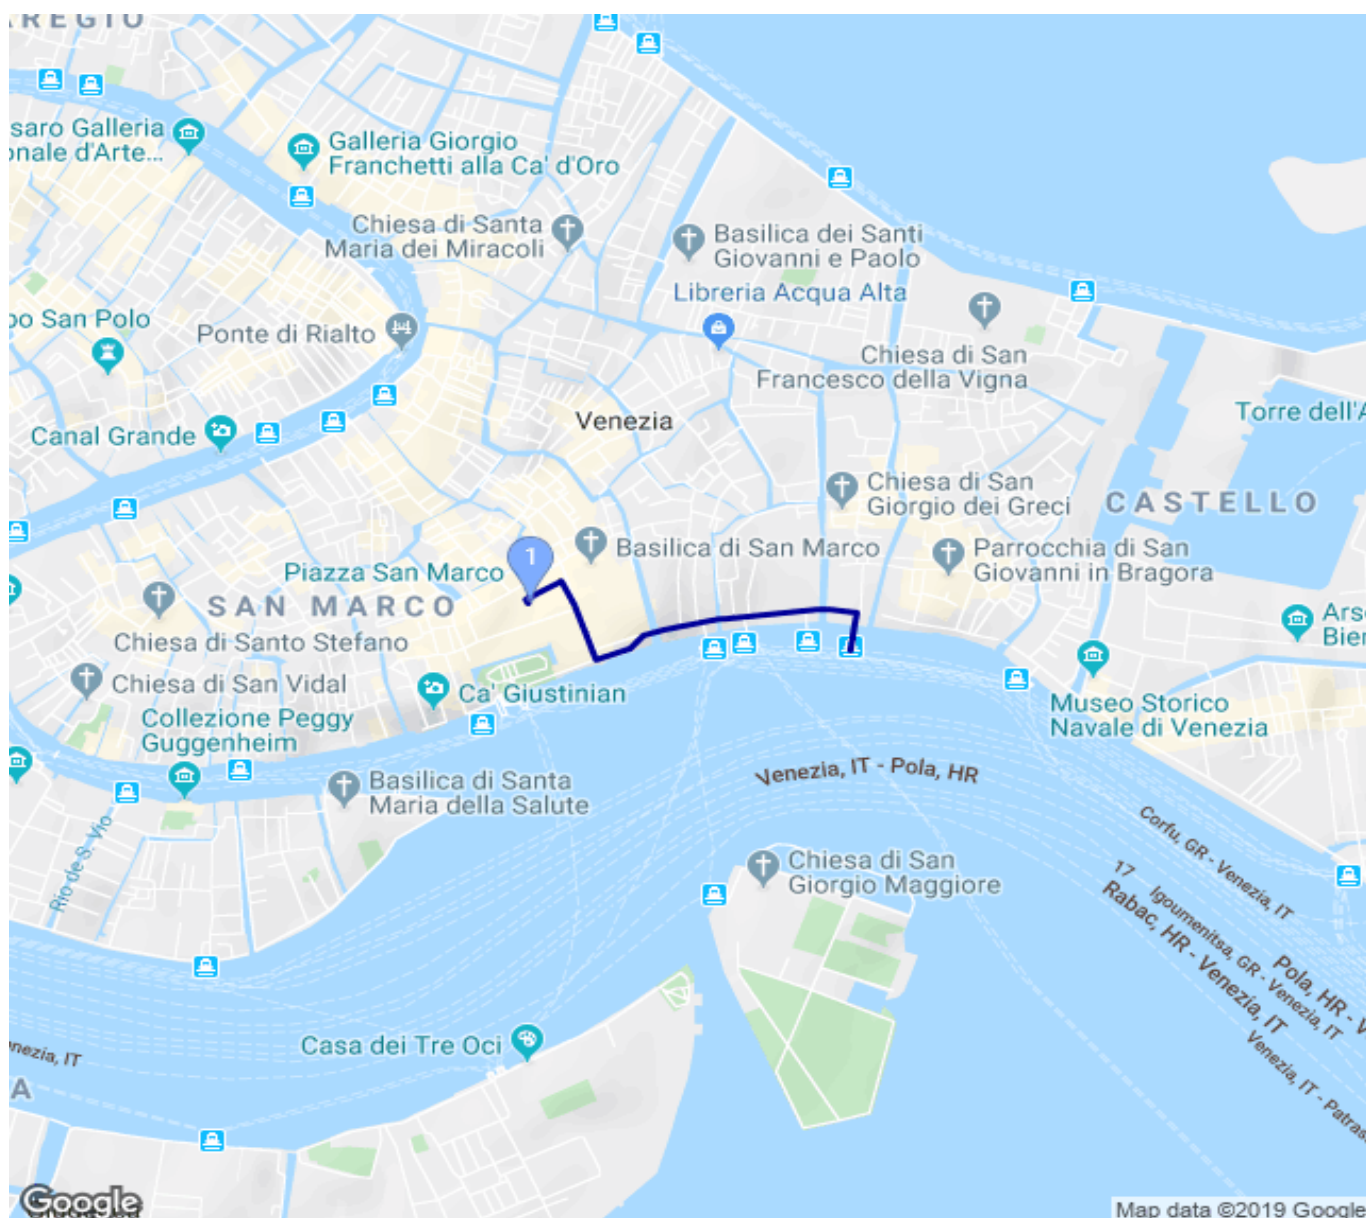 AREGIO
saro Galleria
onale d'Arte...
Galleria Giorgio
Franchetti alla Ca' d'Oro
Chiesa di Santa
Maria dei Miracoli
Basilica dei Santi
Giovanni e Paolo
Libreria Acqua Alta
po San Polo
Ponte di Rialto
Chiesa di San
Francesco della Vigna
Venezia
Torre dell'A
Canal Grande
Chiesa di San
Giorgio dei Greci
CASTELLO
1
Basilica di San Marco
Parrocchia di San
Giovanni in Bragora
Piazza San Marco
SAN MARCO
Chiesa di Santo Stefano
Arse
Bien
Chiesa di San Vidal
Ca' Giustinian
Museo Storico
Navale di Venezia
Collezione Peggy
Guggenheim
Venezia, IT - Pola, HR
Basilica di Santa
Maria della Salute
Rio de S. Vio
Corfu, GR - Venezia, IT
Chiesa di San
Giorgio Maggiore
17 Igoumenitsa, GR - Venezia, IT
Rabac, HR - Venezia, IT
Pola, HR - V
Venezia, IT - Patras
Casa dei Tre Oci
enezia, IT
A
Google
Map data ©2019 Google